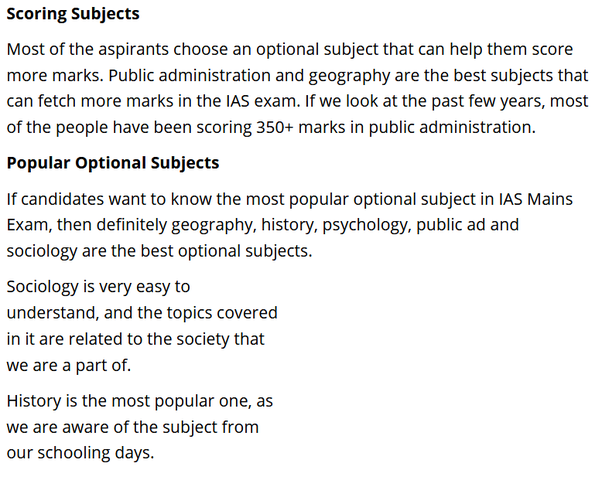 Scoring Subjects
Most of the aspirants choose an optional subject that can help them score
more marks. Public administration and geography are the best subjects that
can fetch more marks in the IAS exam. If we look at the past few years, most
of the people have been scoring 350+ marks in public administration.
Popular Optional Subjects
If candidates want to know the most popular optional subject in IAS Mains
Exam, then definitely geography, history, psychology, public ad and
sociology are the best optional subjects.
Sociology is very easy to
understand, and the topics covered
in it are related to the society that
we are a part of.
History is the most popular one, as
we are aware of the subject from
our schooling days.